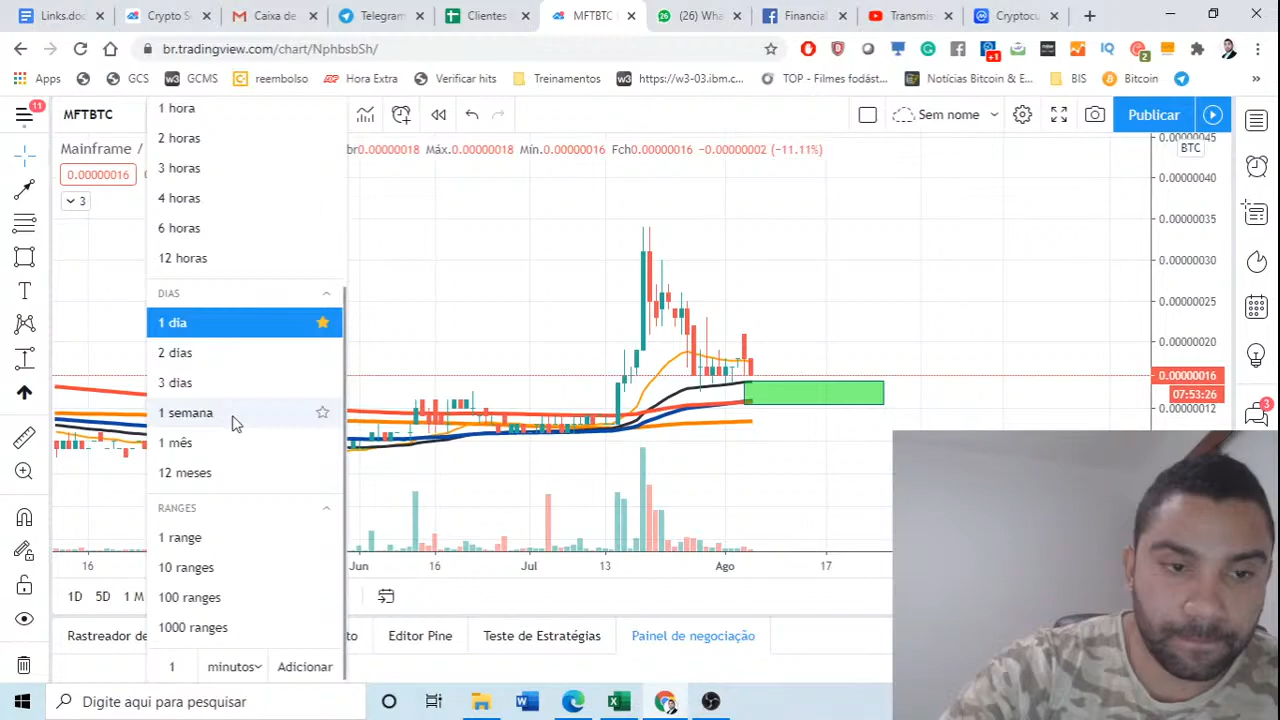 Links.doc
Crypto S
Caixa de
Telegram
Clientes
MFTBTC
(26) Wha
Financial
Transmis
Cryptocu
br.tradingview.com/chart/NphbsbSh/
+1
2
Apps
GCS
GCMS
reembolso
Hora Extra
Verificar hits
Treinamentos
https://w3-03.ibm.c...
TOP - Filmes fodást...
Notícias Bitcoin & E...
BIS
Bitcoin
11
MFTBTC
1 hora
Sem nome
Publicar
Mainframe /
br0.00000018 Máx.0.00000018 Mín.0.00000016 Fch0.00000016 -0.00000002 (-11.11%)
BTC
0.00000016
3
2 horas
3 horas
4 horas
6 horas
12 horas
DIAS
1 dia
2 dias
3 dias
1 semana
1 mês
12 meses
RANGES
1 range
10 ranges
100 ranges
1000 ranges
1
minutos
Adicionar
0.00000045
0.00000040
0.00000035
0.00000030
0.00000025
0.00000020
0.00000016
07:53:26
0.00000012
3
16
Jun
16
Jul
13
Ago
17
1D
5D
1 M
Rastreador de
to
Editor Pine
Teste de Estratégias
Painel de negociação
Digite aqui para pesquisar